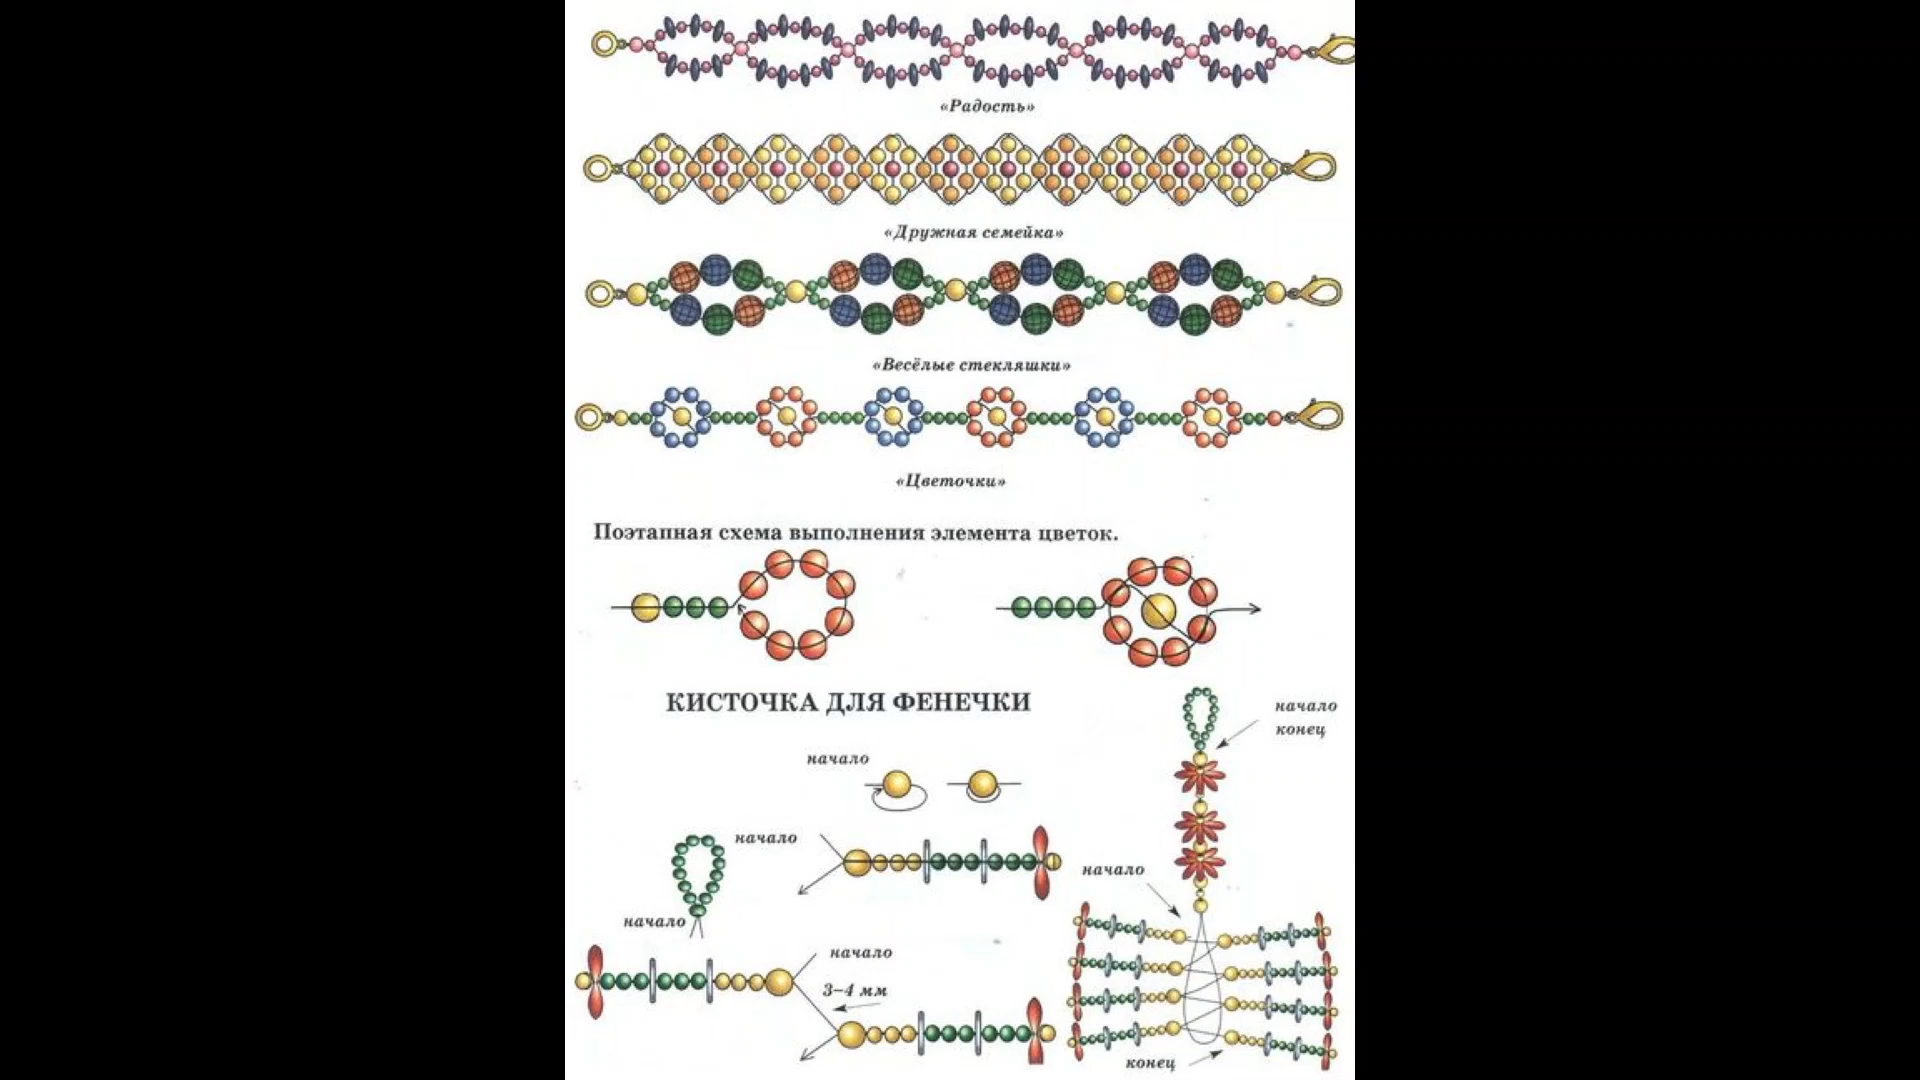 «Радость»
«Дружная семейка»
«Весёлые стекляшки»
«Цветочки»
Поэтапная схема выполнения элемента цветок.
КИСТОЧКА ДЛЯ ФЕНЕЧКИ
начало
конец
начало
начало
начало
начало
начало
3–4 мм
конец